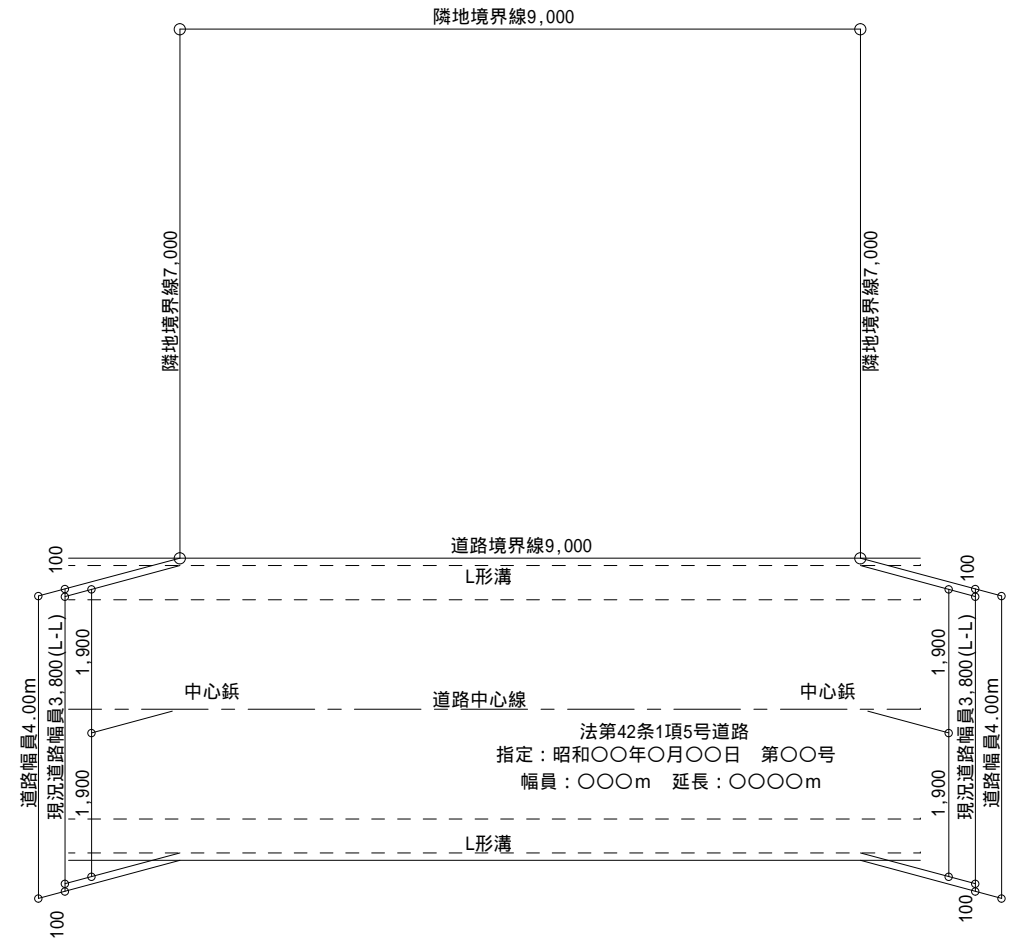 隣地境界線9,000
隣地境界線7,000
隣地境界線7,000
道路境界線9,000
100
100
L形溝
道路幅員4.00m
現況道路幅員3,800(L-L)
1,900
1,900
中心鋲
道路中心線
中心鋲
1,900
1,900
現況道路幅員3,800(L-L)
道路幅員4.00m
法第42条1項5号道路
指定:昭和〇〇年〇月〇〇日　第〇〇号
幅員:〇〇〇m　延長:〇〇〇〇m
L形溝
100
100